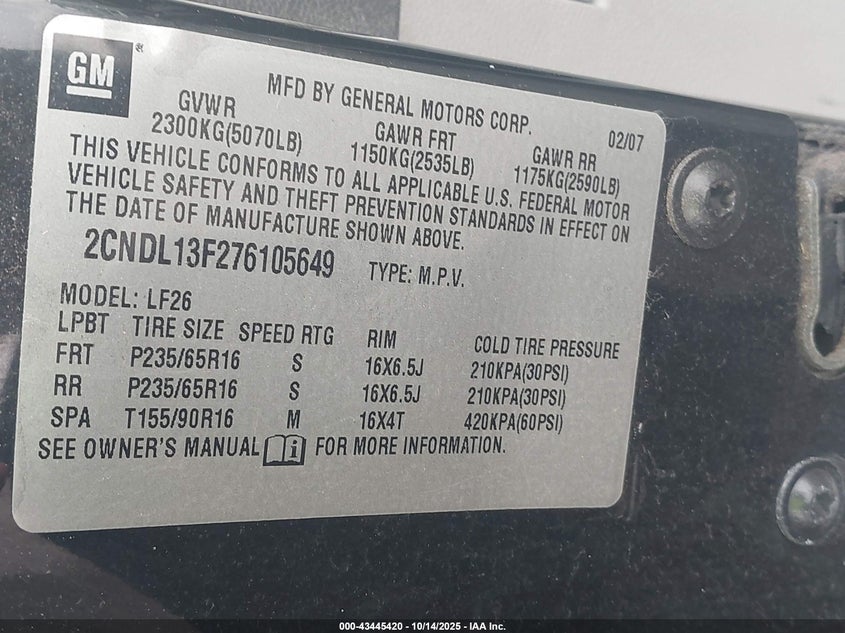 GM
MFD BY GENERAL MOTORS CORP. 02/07
GVWR GAWR FRT GAWR RR
2300KG(5070LB) 1150KG(2535LB) 1175KG(2590LB)
THIS VEHICLE CONFORMS TO ALL APPLICABLE U.S. FEDERAL MOTOR
VEHICLE SAFETY AND THEFT PREVENTION STANDARDS IN EFFECT ON
THE DATE OF MANUFACTURE SHOWN ABOVE.
2CNDL13F276105649 TYPE: M.P.V.
MODEL: LF26
LPBT TIRE SIZE SPEED RTG RIM COLD TIRE PRESSURE
FRT P235/65R16 S 16X6.5J 210KPA(30PSI)
RR P235/65R16 S 16X6.5J 210KPA(30PSI)
SPA T155/90R16 M 16X4T 420KPA(60PSI)
SEE OWNER'S MANUAL i FOR MORE INFORMATION.
000-43445420 - 10/14/2025 - IAA Inc.